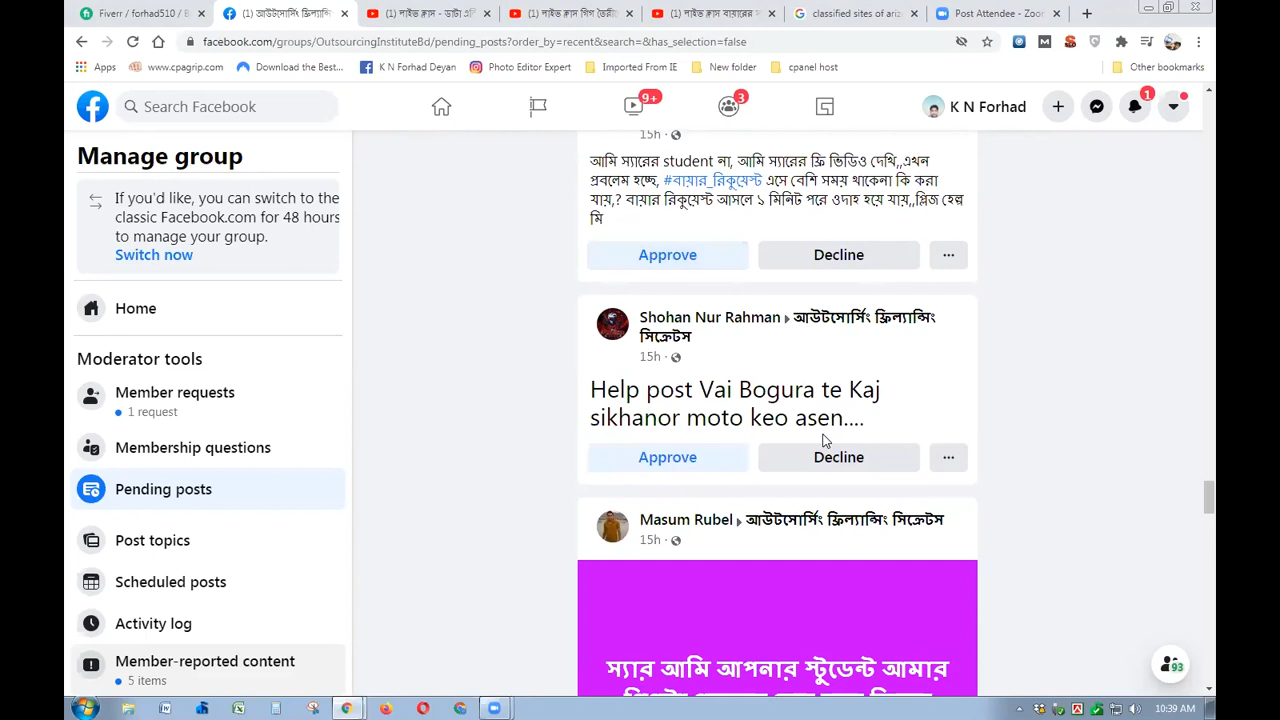 Fiverr / forhad510 / B
(1) আউটসোর্সিং ফ্রিল্যান্সিং
(1) লাইভ ক্লাস - ডাটা এন্ট্রি
(1) লাইভ ক্লাস গিগ তৈরী
(1) লাইভ ক্লাস বায়ারের স
classified sites of ariz
Post Attendee - Zoo
facebook.com/groups/OutsourcingInstituteBd/pending_posts?order_by=recent&search=&has_selection=false
Apps
www.cpagrip.com
Download the Best...
K N Forhad Deyan
Photo Editor Expert
Imported From IE
New folder
cpanel host
Other bookmarks
Search Facebook
9+
3
K N Forhad
1
Manage group
If you'd like, you can switch to the
classic Facebook.com for 48 hours
to manage your group.
Switch now
Home
Moderator tools
Member requests
1 request
Membership questions
Pending posts
Post topics
Scheduled posts
Activity log
Member-reported content
5 items
15h ·
আমি স্যারের student না, আমি স্যারের ফ্রি ভিডিও দেখি,,এখন
প্রবলেম হচ্ছে, #বায়ার_রিকুয়েস্ট এসে বেশি সময় থাকেনা কি করা
যায়,? বায়ার রিকুয়েস্ট আসলে ১ মিনিট পরে ওদাহ হয়ে যায়,,প্লিজ হেল্প
মি
Approve
Decline
Shohan Nur Rahman ▸ আউটসোর্সিং ফ্রিল্যান্সিং
সিক্রেটস
15h ·
Help post Vai Bogura te Kaj
sikhanor moto keo asen....
Approve
Decline
Masum Rubel ▸ আউটসোর্সিং ফ্রিল্যান্সিং সিক্রেটস
15h ·
স্যার আমি আপনার স্টুডেন্ট আমার
93
10:39 AM